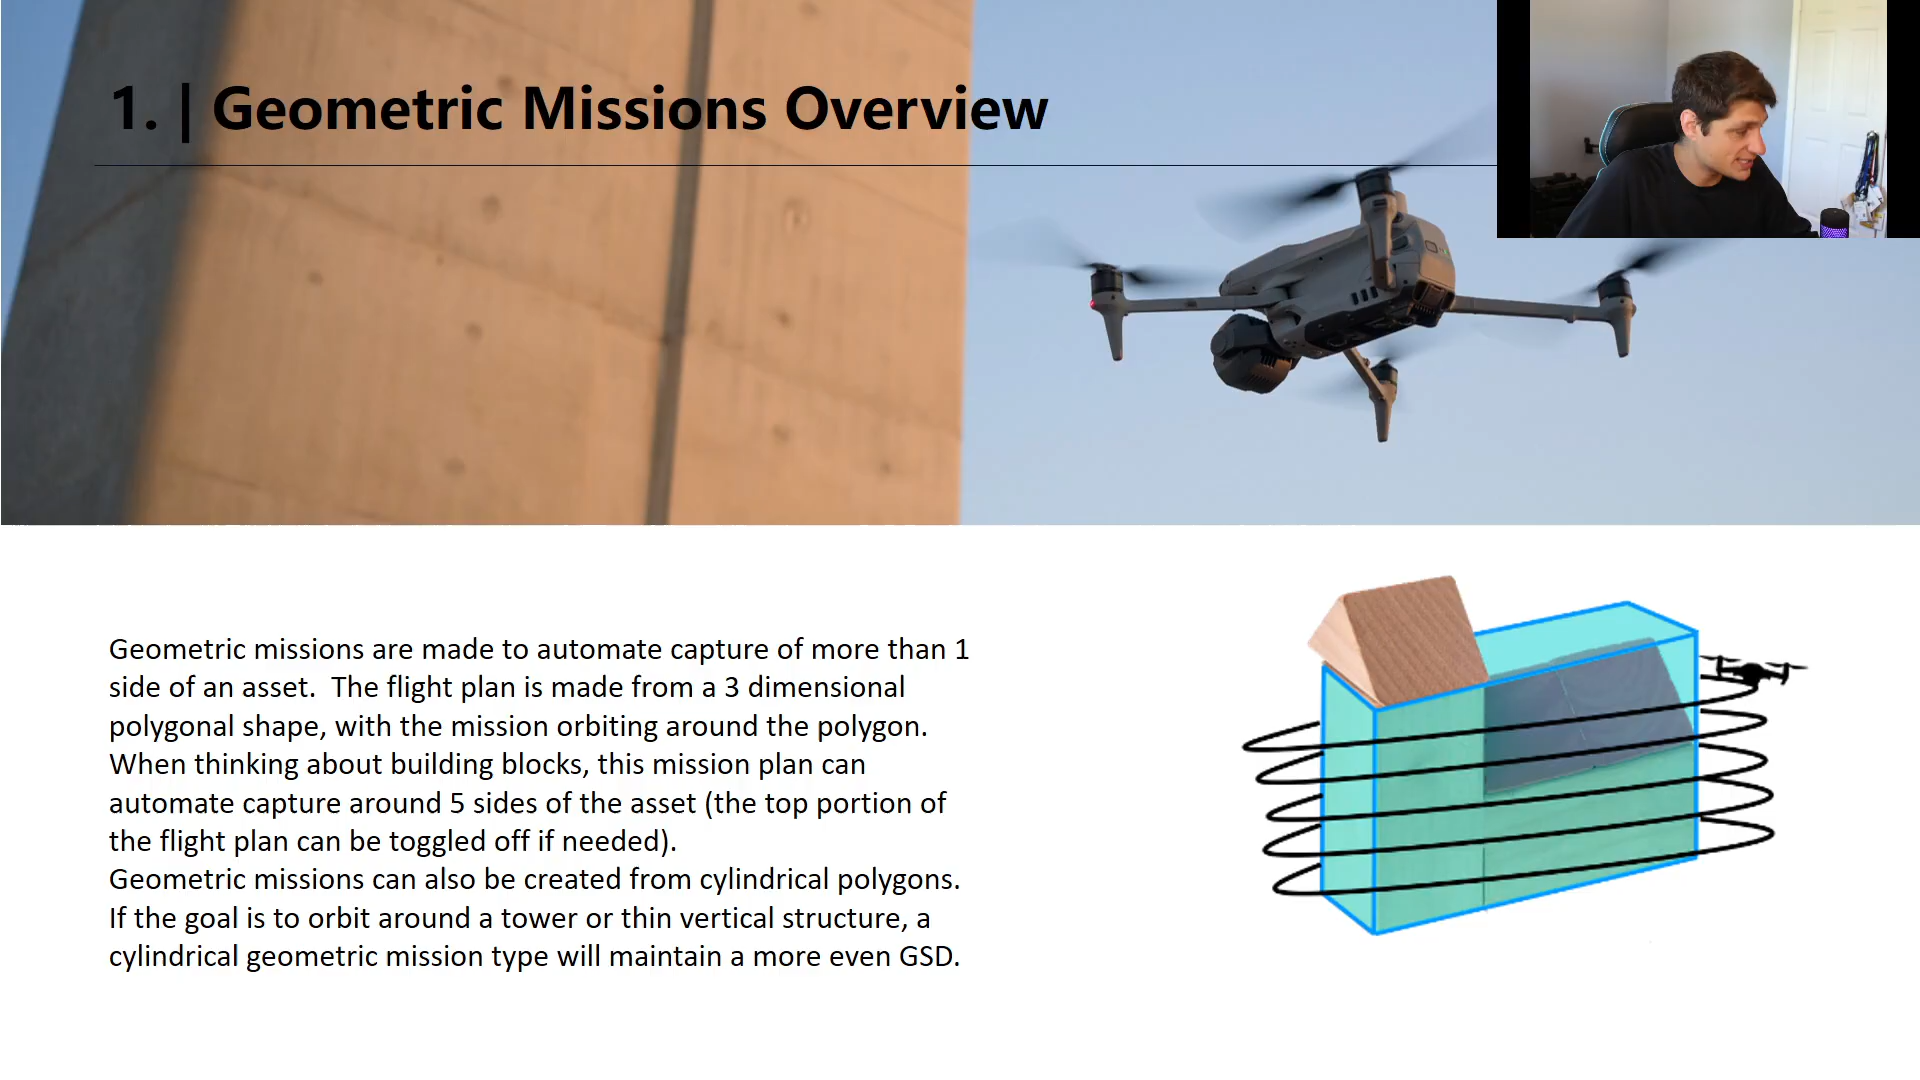 1. | Geometric Missions Overview
Geometric missions are made to automate capture of more than 1
side of an asset.  The flight plan is made from a 3 dimensional
polygonal shape, with the mission orbiting around the polygon.
When thinking about building blocks, this mission plan can
automate capture around 5 sides of the asset (the top portion of
the flight plan can be toggled off if needed).
Geometric missions can also be created from cylindrical polygons.
If the goal is to orbit around a tower or thin vertical structure, a
cylindrical geometric mission type will maintain a more even GSD.